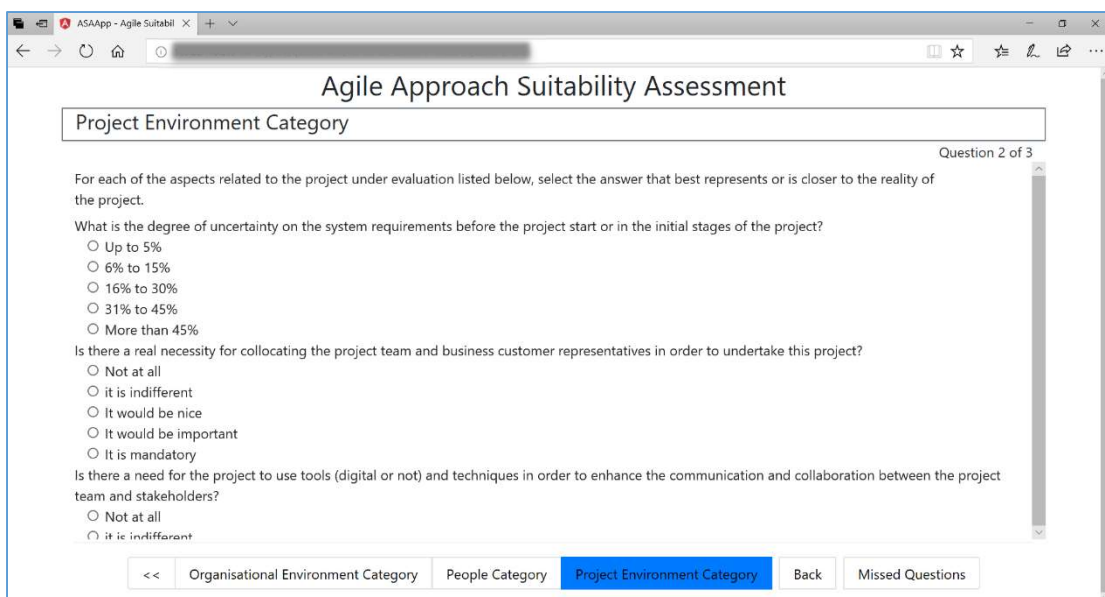 ASAApp - Agile Suitabil
Agile Approach Suitability Assessment
Project Environment Category
Question 2 of 3
For each of the aspects related to the project under evaluation listed below, select the answer that best represents or is closer to the reality of
the project.
What is the degree of uncertainty on the system requirements before the project start or in the initial stages of the project?
Up to 5%
6% to 15%
16% to 30%
31% to 45%
More than 45%
Is there a real necessity for collocating the project team and business customer representatives in order to undertake this project?
Not at all
it is indifferent
It would be nice
It would be important
It is mandatory
Is there a need for the project to use tools (digital or not) and techniques in order to enhance the communication and collaboration between the project
team and stakeholders?
Not at all
it is indifferent
<< Organisational Environment Category People Category Project Environment Category Back Missed Questions